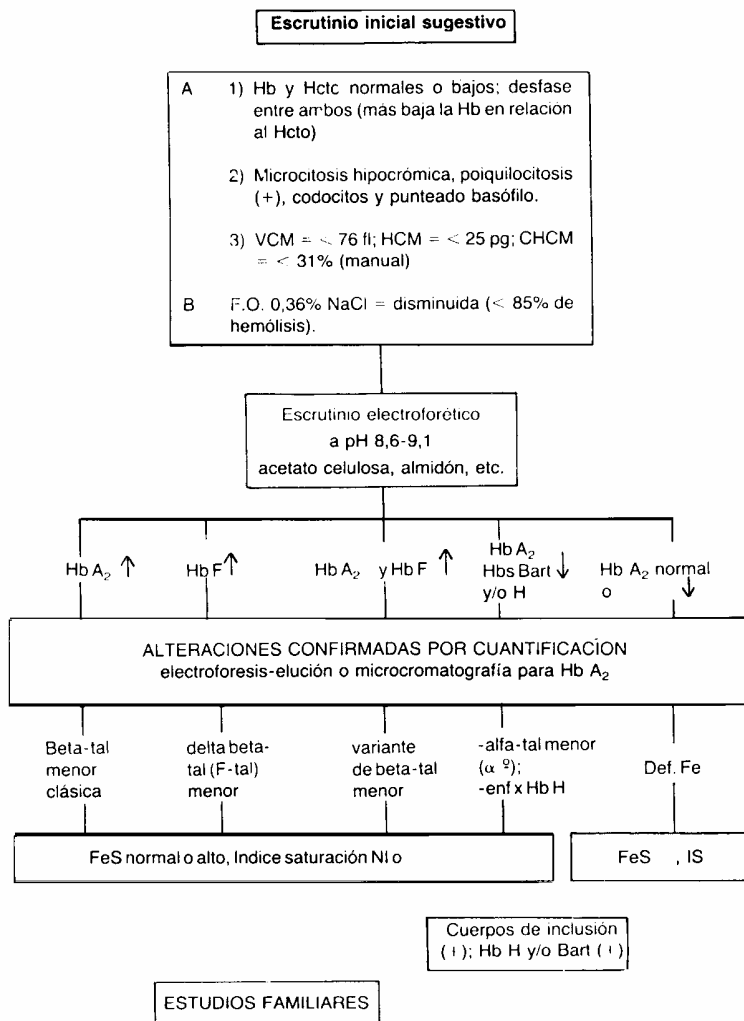 Escrutinio inicial sugestivo
A 1) Hb y Hctc normales o bajos; desfase
entre ambos (más baja la Hb en relación
al Hcto)
2) Microcitosis hipocrómica, poiquilocitosis
(+), codocitos y punteado basófilo.
3) VCM = < 76 fl; HCM = < 25 pg; CHCM
= < 31% (manual)
B F.O. 0,36% NaCl = disminuida (< 85% de
hemólisis).
Escrutinio electroforético
a pH 8,6-9,1
acetato celulosa, almidón, etc.
Hb A₂ ↑
Hb F ↑
Hb A₂ y Hb F ↑
Hb A₂
Hbs Bart ↓
y/o H
Hb A₂ normal
o ↓
ALTERACIONES CONFIRMADAS POR CUANTIFICACION
electroforesis-elución o microcromatografía para Hb A₂
Beta-tal
menor
clásica
delta beta-
tal (F-tal)
menor
variante
de beta-tal
menor
-alfa-tal menor
(α º);
-enf x Hb H
Def. Fe
FeS normal o alto, Indice saturación Nl o
FeS , IS
Cuerpos de inclusión
(+); Hb H y/o Bart (+)
ESTUDIOS FAMILIARES